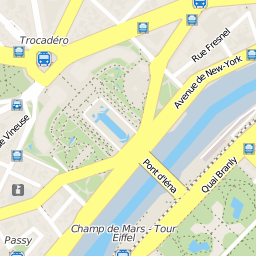 Trocadéro
Rue Fresnel
Avenue de New-York
Vineuse
Pont d'Iéna
Quai Branly
Champ de Mars - Tour
Eiffel
Passy